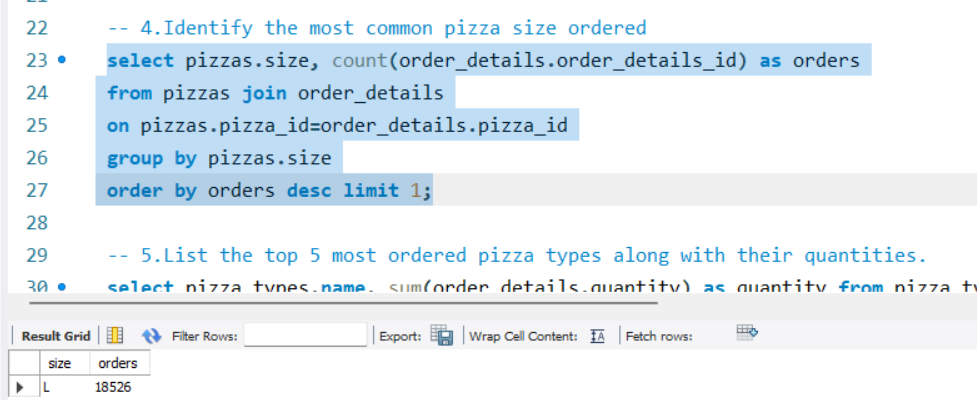 22 -- 4.Identify the most common pizza size ordered
23 select pizzas.size, count(order_details.order_details_id) as orders
24 from pizzas join order_details
25 on pizzas.pizza_id=order_details.pizza_id
26 group by pizzas.size
27 order by orders desc limit 1;
28
29 -- 5.List the top 5 most ordered pizza types along with their quantities.
30 select pizza_types.name, sum(order_details.quantity) as quantity from
Result Grid Filter Rows: Export: Wrap Cell Content: Fetch rows:
size orders
L 18526